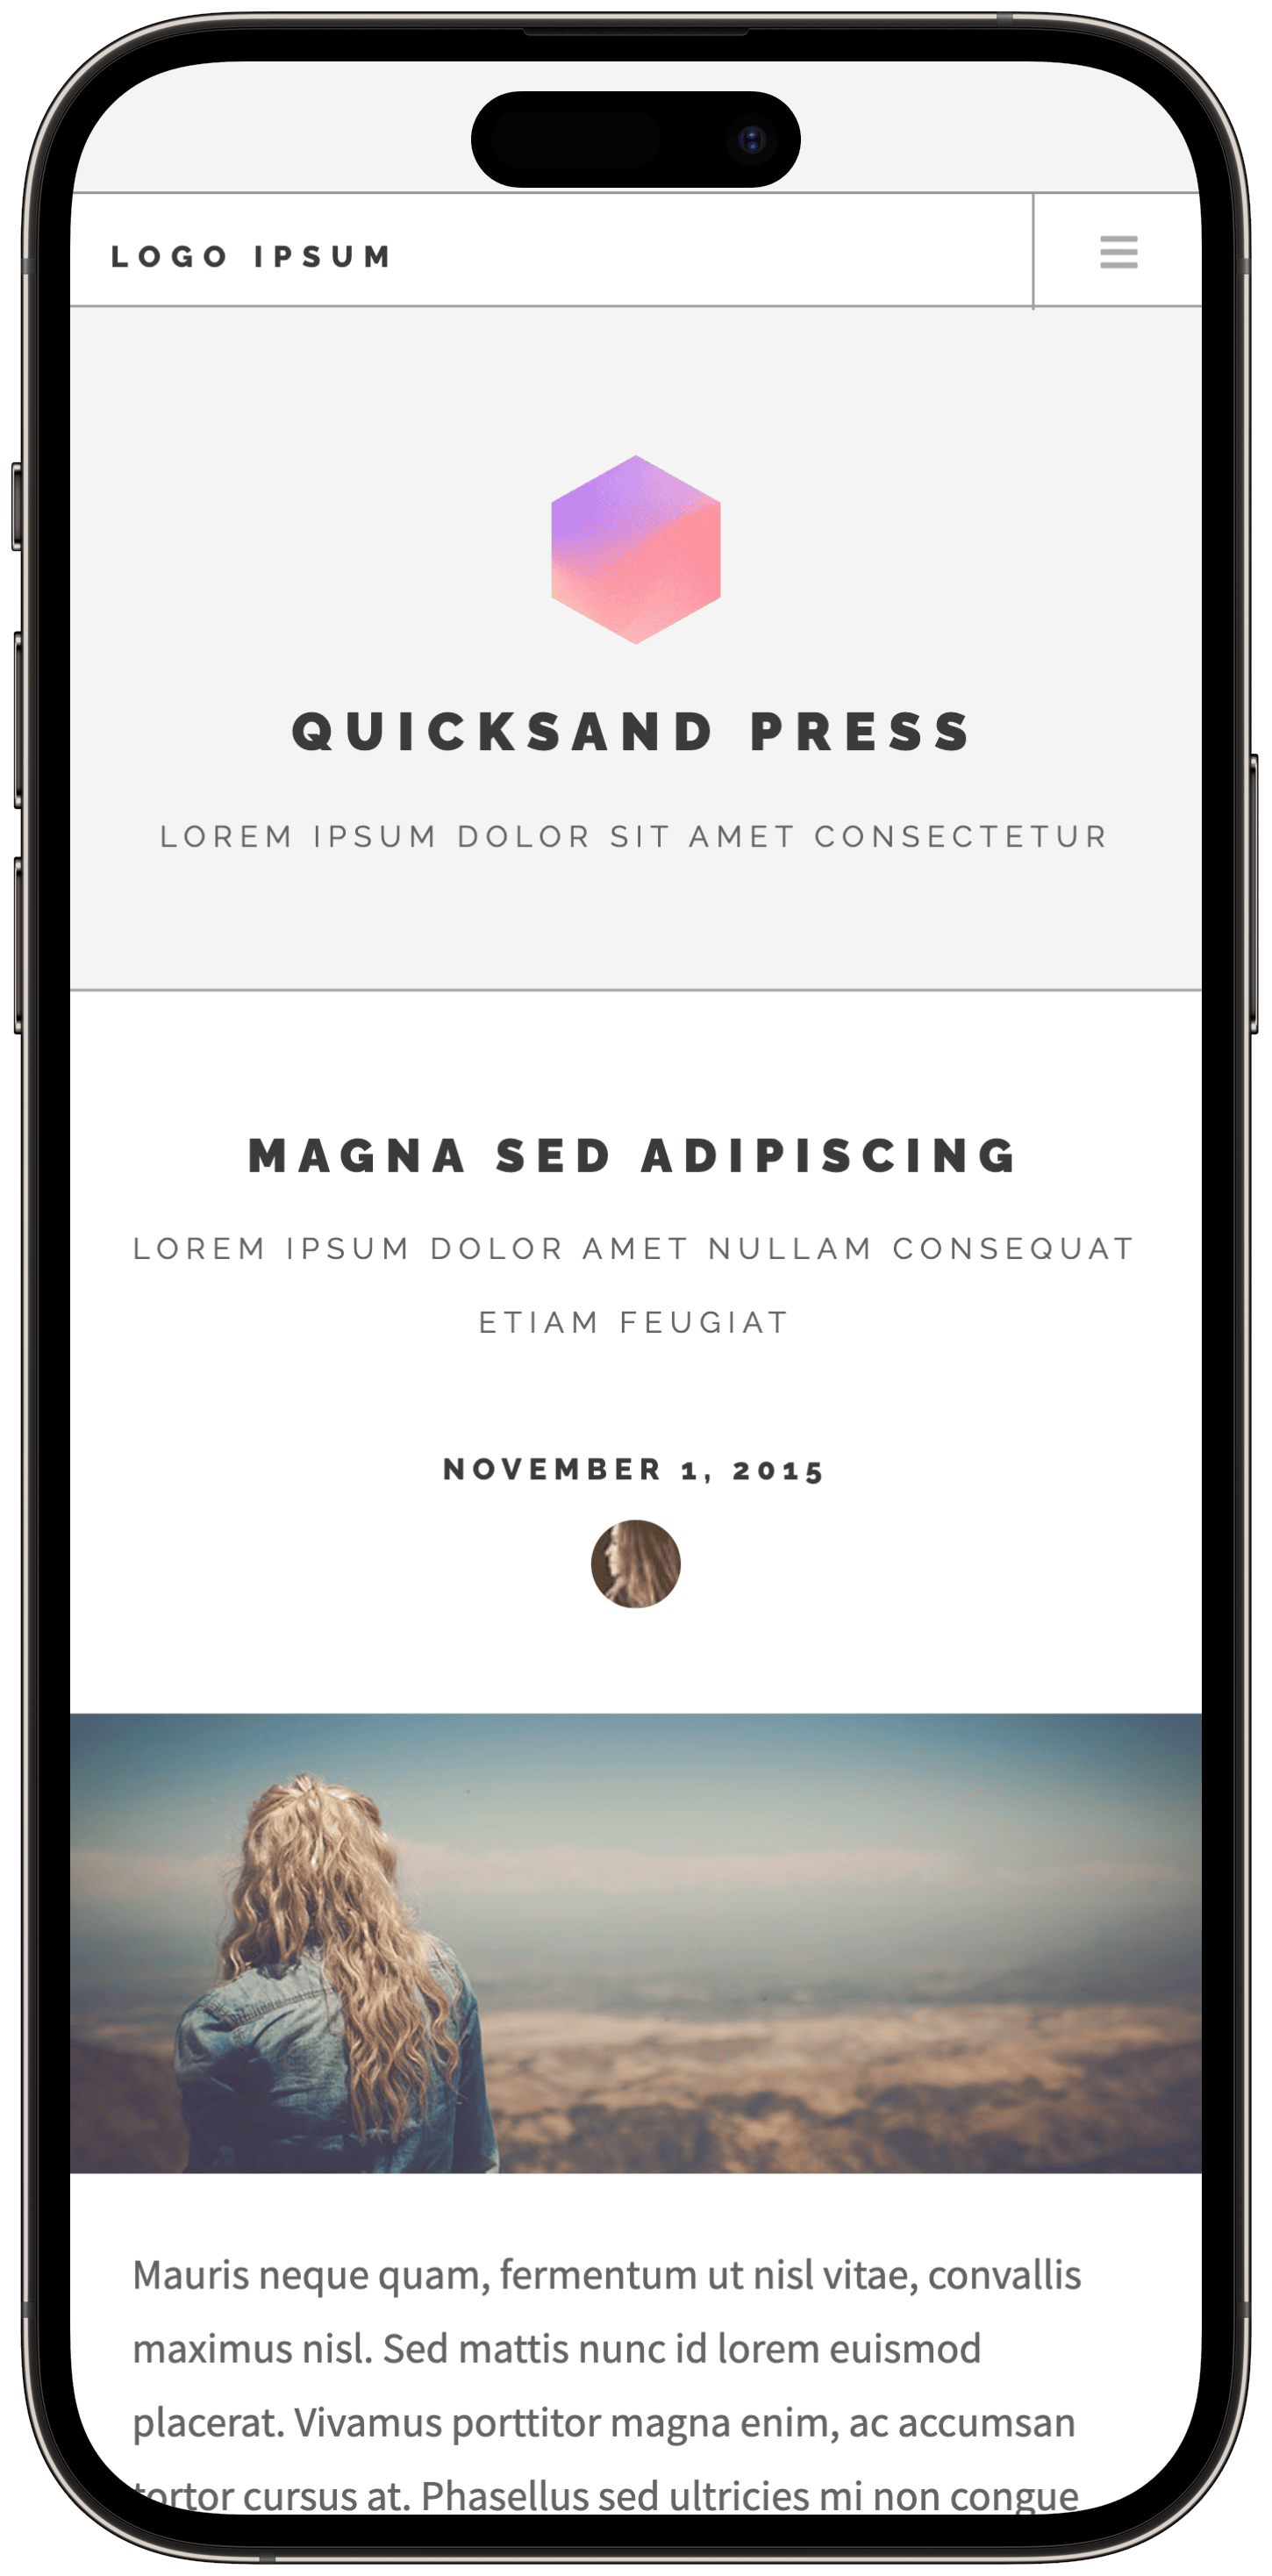 LOGO IPSUM
QUICKSAND PRESS
LOREM IPSUM DOLOR SIT AMET CONSECTETUR
MAGNA SED ADIPISCING
LOREM IPSUM DOLOR AMET NULLAM CONSEQUAT
ETIAM FEUGIAT
NOVEMBER 1, 2015
Mauris neque quam, fermentum ut nisl vitae, convallis
maximus nisl. Sed mattis nunc id lorem euismod
placerat. Vivamus porttitor magna enim, ac accumsan
tortor cursus at. Phasellus sed ultricies mi non congue